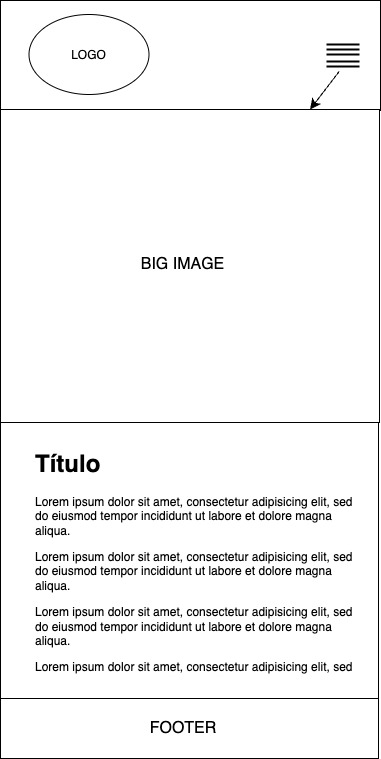 LOGO
BIG IMAGE
Título
Lorem ipsum dolor sit amet, consectetur adipisicing elit, sed
do eiusmod tempor incididunt ut labore et dolore magna
aliqua.
Lorem ipsum dolor sit amet, consectetur adipisicing elit, sed
do eiusmod tempor incididunt ut labore et dolore magna
aliqua.
Lorem ipsum dolor sit amet, consectetur adipisicing elit, sed
do eiusmod tempor incididunt ut labore et dolore magna
aliqua.
Lorem ipsum dolor sit amet, consectetur adipisicing elit, sed
FOOTER